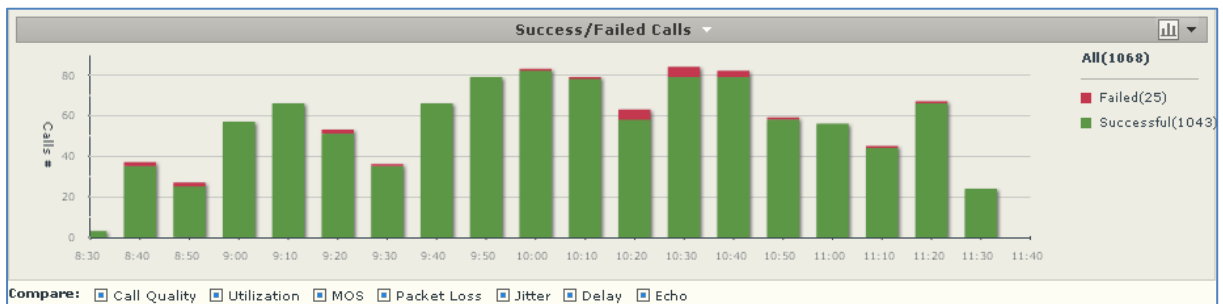 Success/Failed Calls
All(1068)
Failed(25)
Successful(1043)
Calls #
80
60
40
20
0
8:30 8:40 8:50 9:00 9:10 9:20 9:30 9:40 9:50 10:00 10:10 10:20 10:30 10:40 10:50 11:00 11:10 11:20 11:30 11:40
Compare: Call Quality Utilization MOS Packet Loss Jitter Delay Echo